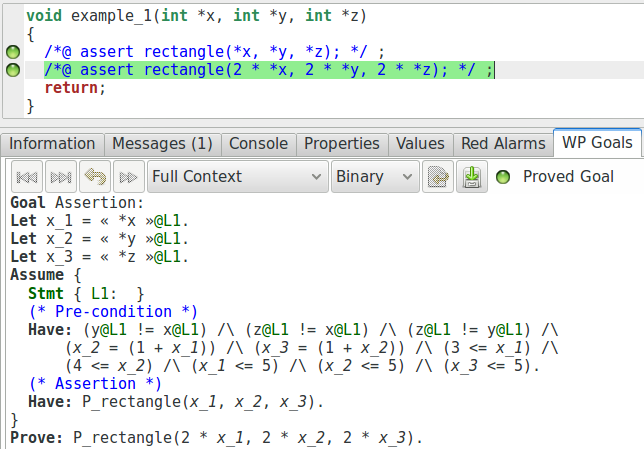 void example_1(int *x, int *y, int *z)
{
/*@ assert rectangle(*x, *y, *z); */ ;
/*@ assert rectangle(2 * *x, 2 * *y, 2 * *z); */ ;
return;
}
Information Messages (1) Console Properties Values Red Alarms WP Goals
Full Context Binary Proved Goal
Goal Assertion:
Let x_1 = « *x »@L1.
Let x_2 = « *y »@L1.
Let x_3 = « *z »@L1.
Assume {
Stmt { L1: }
(* Pre-condition *)
Have: (y@L1 != x@L1) /\ (z@L1 != x@L1) /\ (z@L1 != y@L1) /\
(x_2 = (1 + x_1)) /\ (x_3 = (1 + x_2)) /\ (3 <= x_1) /\
(4 <= x_2) /\ (x_1 <= 5) /\ (x_2 <= 5) /\ (x_3 <= 5).
(* Assertion *)
Have: P_rectangle(x_1, x_2, x_3).
}
Prove: P_rectangle(2 * x_1, 2 * x_2, 2 * x_3).